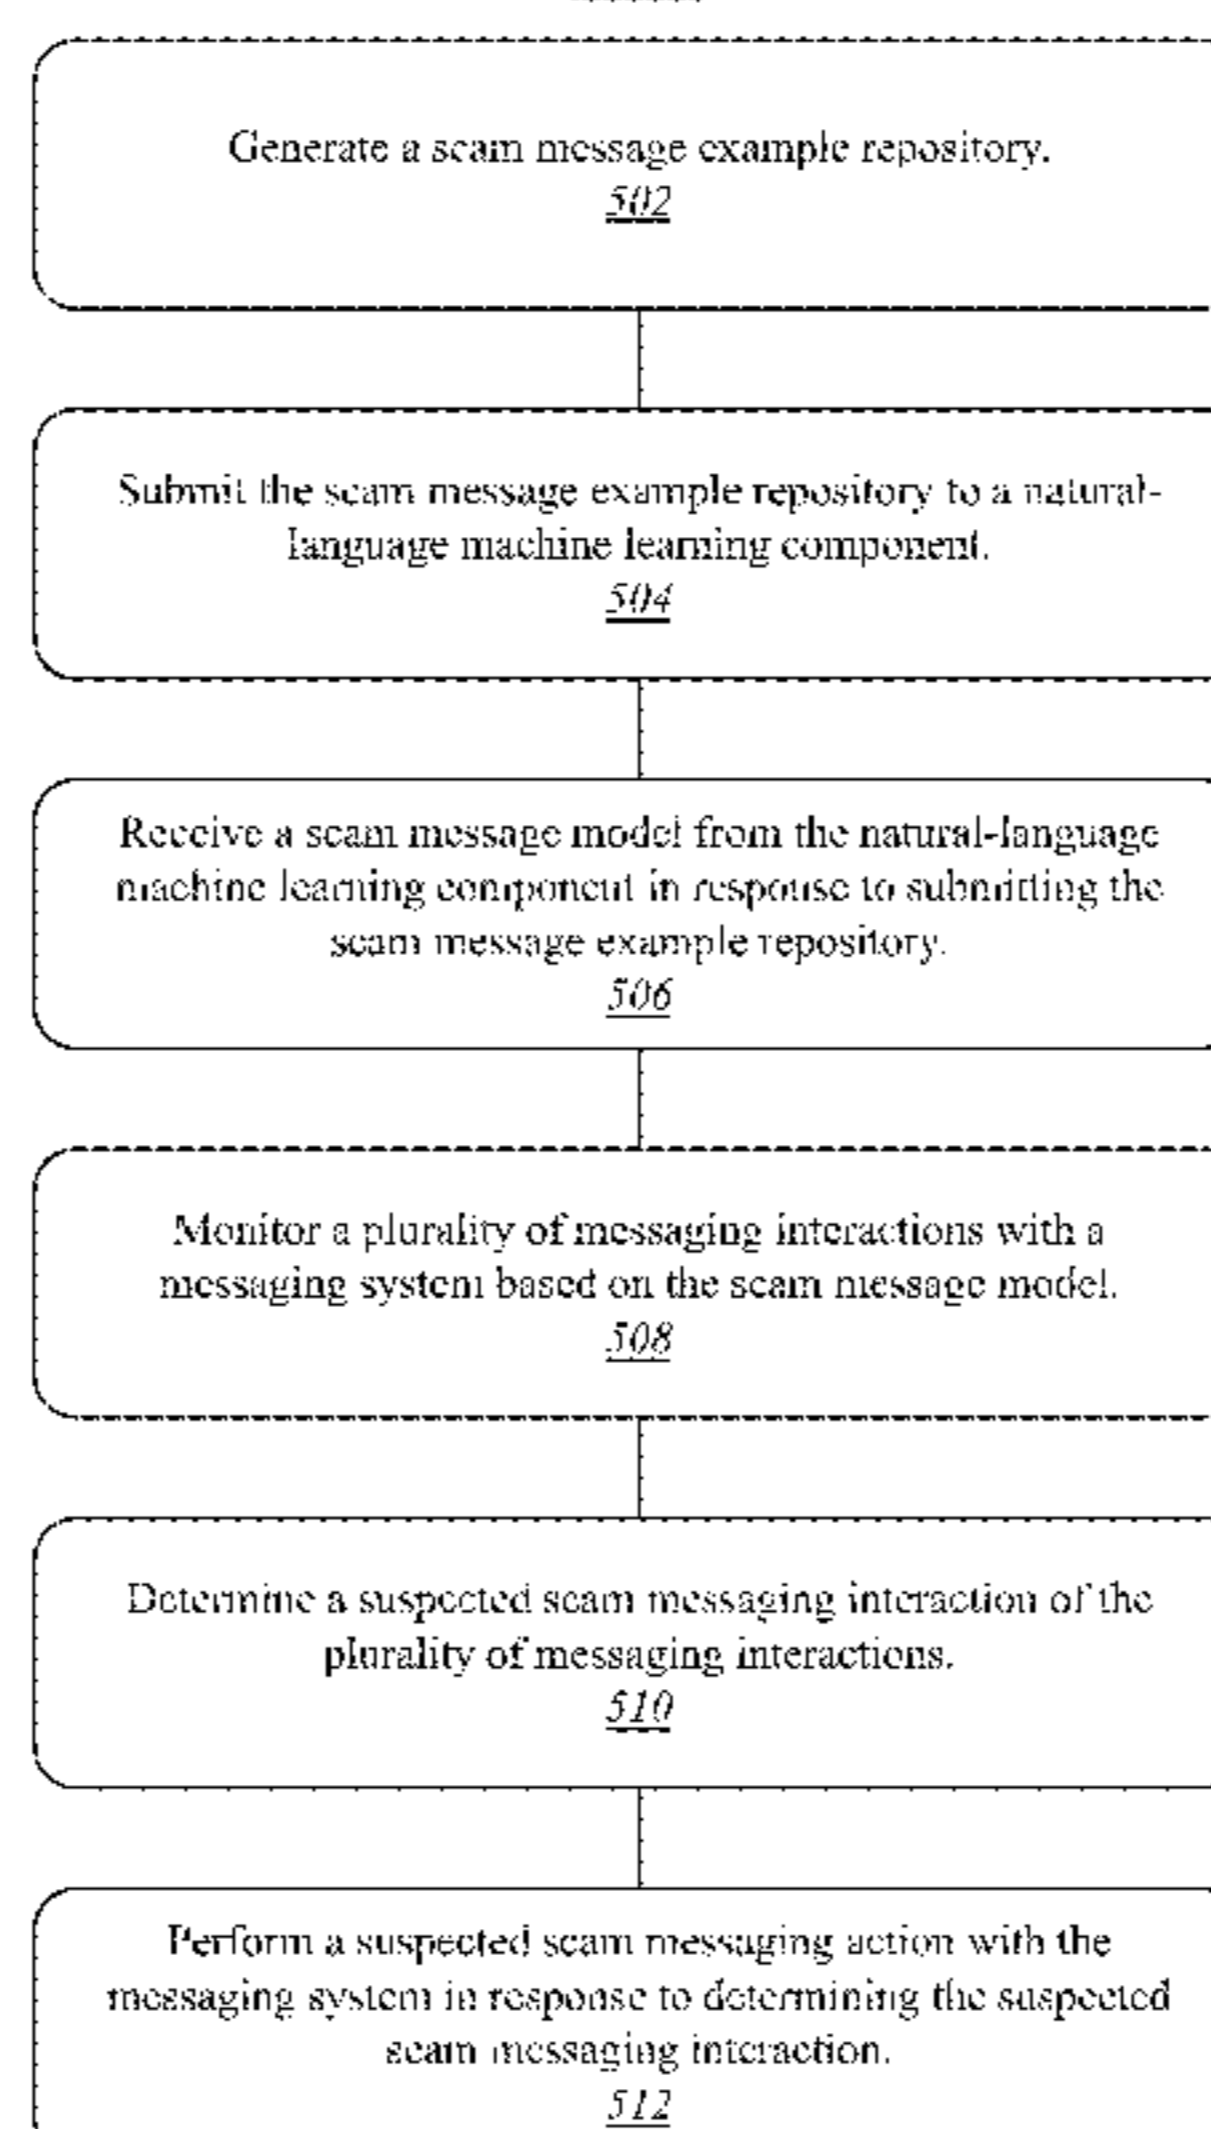 Generate a scam message example repository.
502
Submit the scam message example repository to a natural-
language machine learning component.
504
Receive a scam message model from the natural-language
machine learning component in response to submitting the
scam message example repository.
506
Monitor a plurality of messaging interactions with a
messaging system based on the scam message model.
508
Determine a suspected scam messaging interaction of the
plurality of messaging interactions.
510
Perform a suspected scam messaging action with the
messaging system in response to determining the suspected
scam messaging interaction.
512